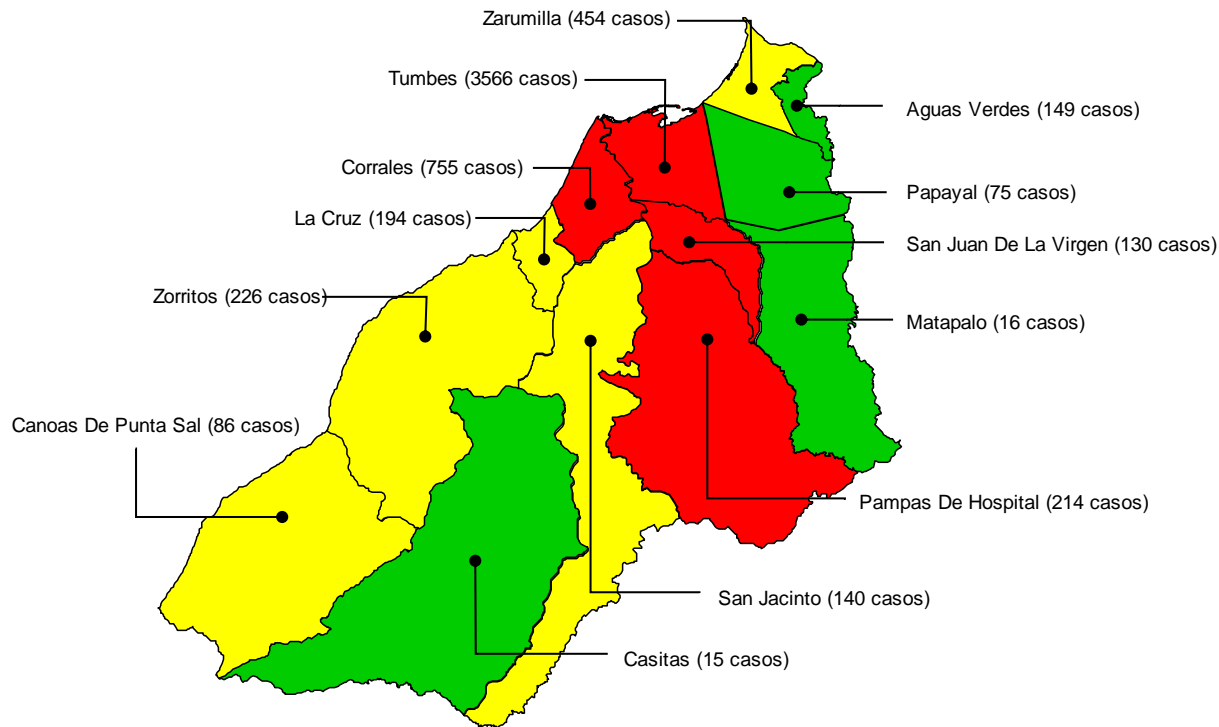 Zarumilla (454 casos)
Tumbes (3566 casos)
Aguas Verdes (149 casos)
Corrales (755 casos)
Papayal (75 casos)
La Cruz (194 casos)
San Juan De La Virgen (130 casos)
Zorritos (226 casos)
Matapalo (16 casos)
Canoas De Punta Sal (86 casos)
Pampas De Hospital (214 casos)
San Jacinto (140 casos)
Casitas (15 casos)